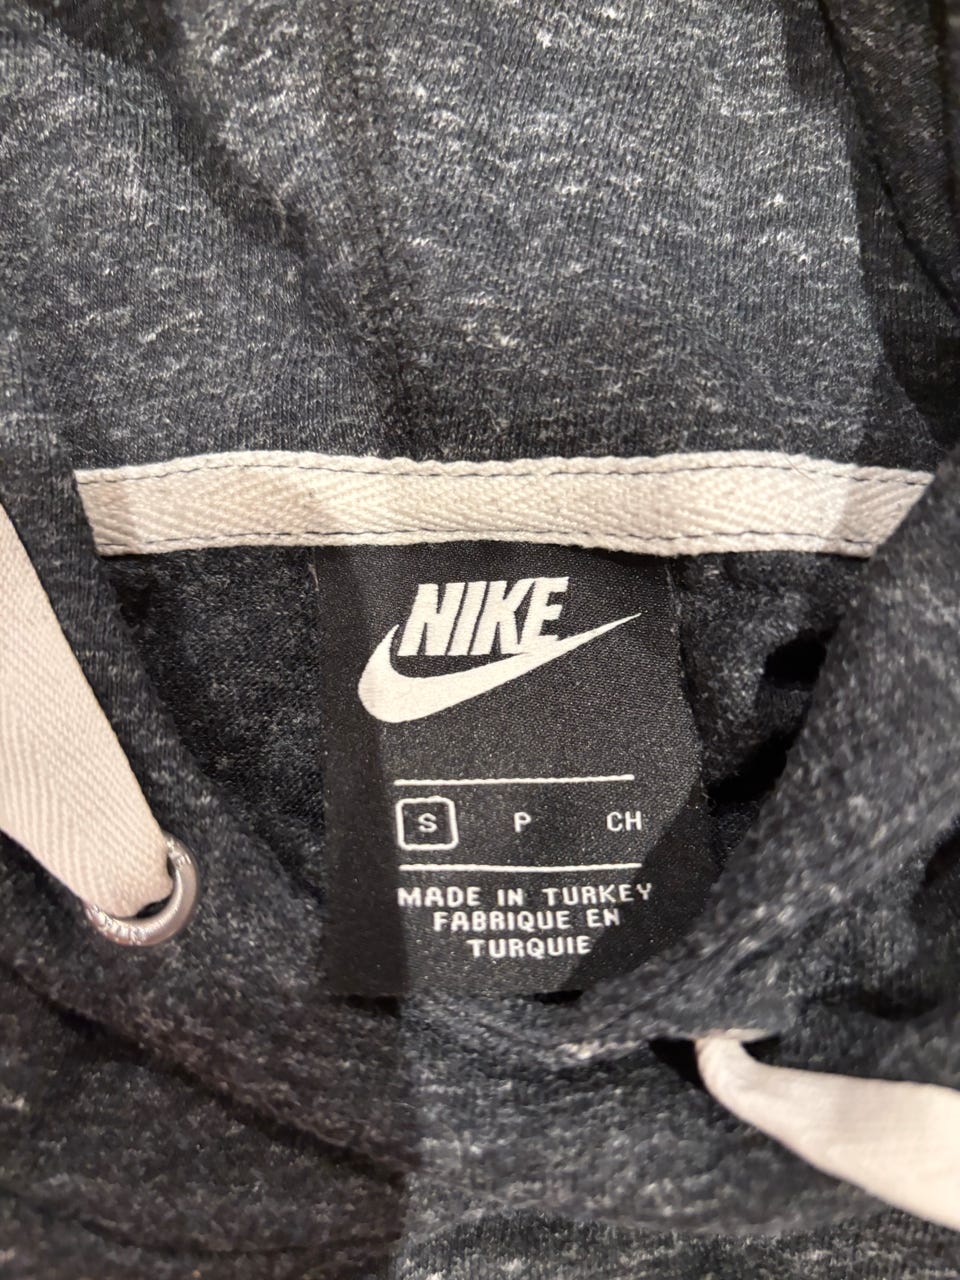 NIKE
S P CH
MADE IN TURKEY
FABRIQUE EN
TURQUIE